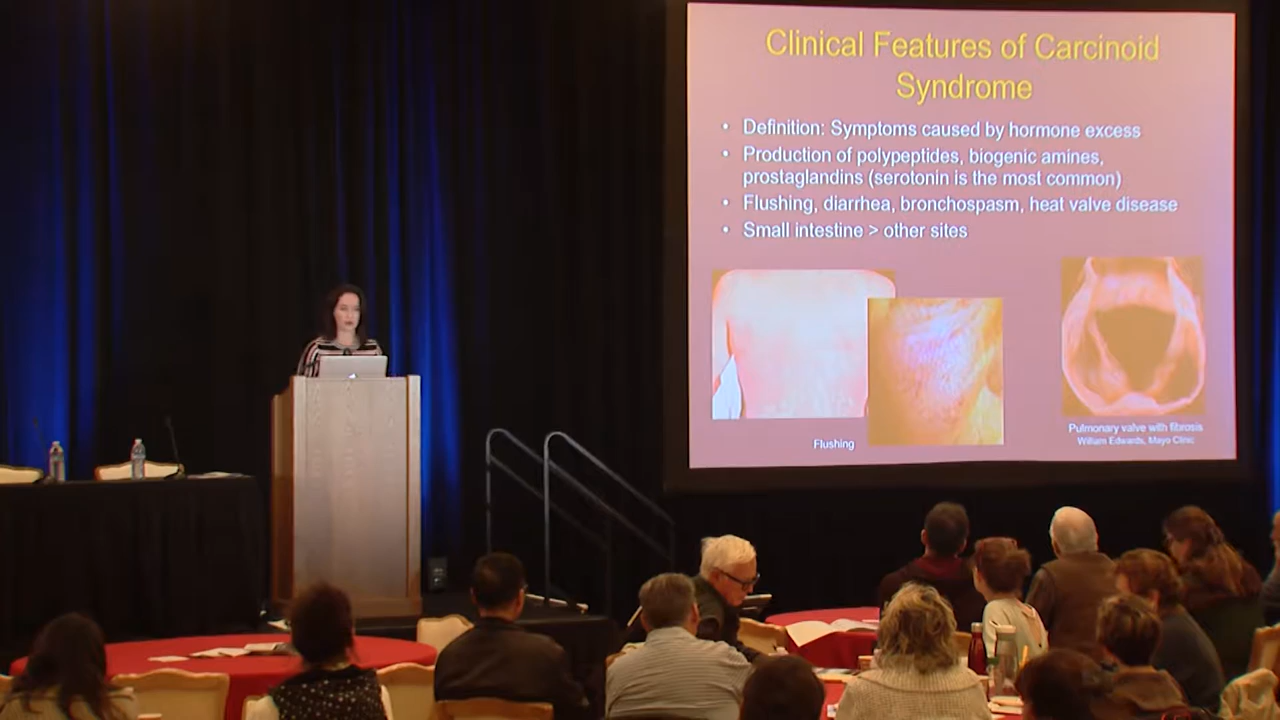 Clinical Features of Carcinoid
Syndrome
• Definition: Symptoms caused by hormone excess
• Production of polypeptides, biogenic amines,
prostaglandins (serotonin is the most common)
• Flushing, diarrhea, bronchospasm, heat valve disease
• Small intestine > other sites
Flushing
Pulmonary valve with fibrosis
William Edwards, Mayo Clinic